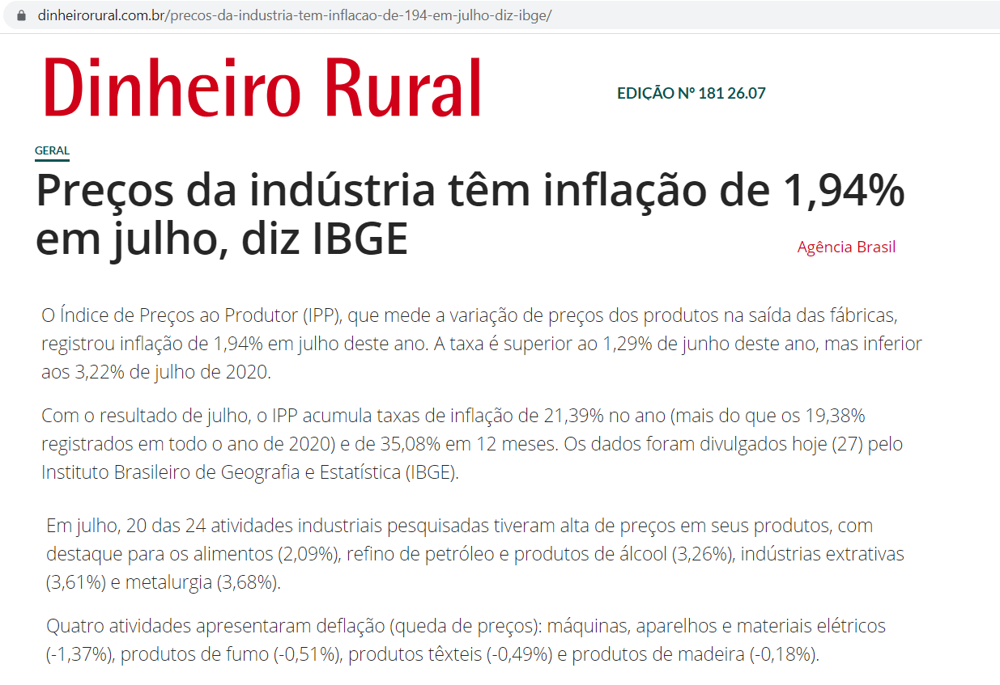 dinheirorural.com.br/precos-da-industria-tem-inflacao-de-194-em-julho-diz-ibge/
Dinheiro Rural
EDIÇÃO Nº 181 26.07
GERAL
Preços da indústria têm inflação de 1,94%
em julho, diz IBGE
Agência Brasil
O Índice de Preços ao Produtor (IPP), que mede a variação de preços dos produtos na saída das fábricas,
registrou inflação de 1,94% em julho deste ano. A taxa é superior ao 1,29% de junho deste ano, mas inferior
aos 3,22% de julho de 2020.
Com o resultado de julho, o IPP acumula taxas de inflação de 21,39% no ano (mais do que os 19,38%
registrados em todo o ano de 2020) e de 35,08% em 12 meses. Os dados foram divulgados hoje (27) pelo
Instituto Brasileiro de Geografia e Estatística (IBGE).
Em julho, 20 das 24 atividades industriais pesquisadas tiveram alta de preços em seus produtos, com
destaque para os alimentos (2,09%), refino de petróleo e produtos de álcool (3,26%), indústrias extrativas
(3,61%) e metalurgia (3,68%).
Quatro atividades apresentaram deflação (queda de preços): máquinas, aparelhos e materiais elétricos
(-1,37%), produtos de fumo (-0,51%), produtos têxteis (-0,49%) e produtos de madeira (-0,18%).